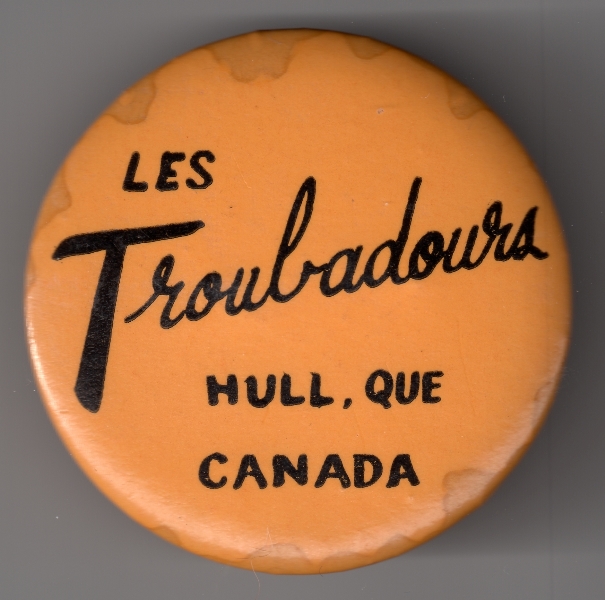 LES
Troubadours
HULL, QUE
CANADA